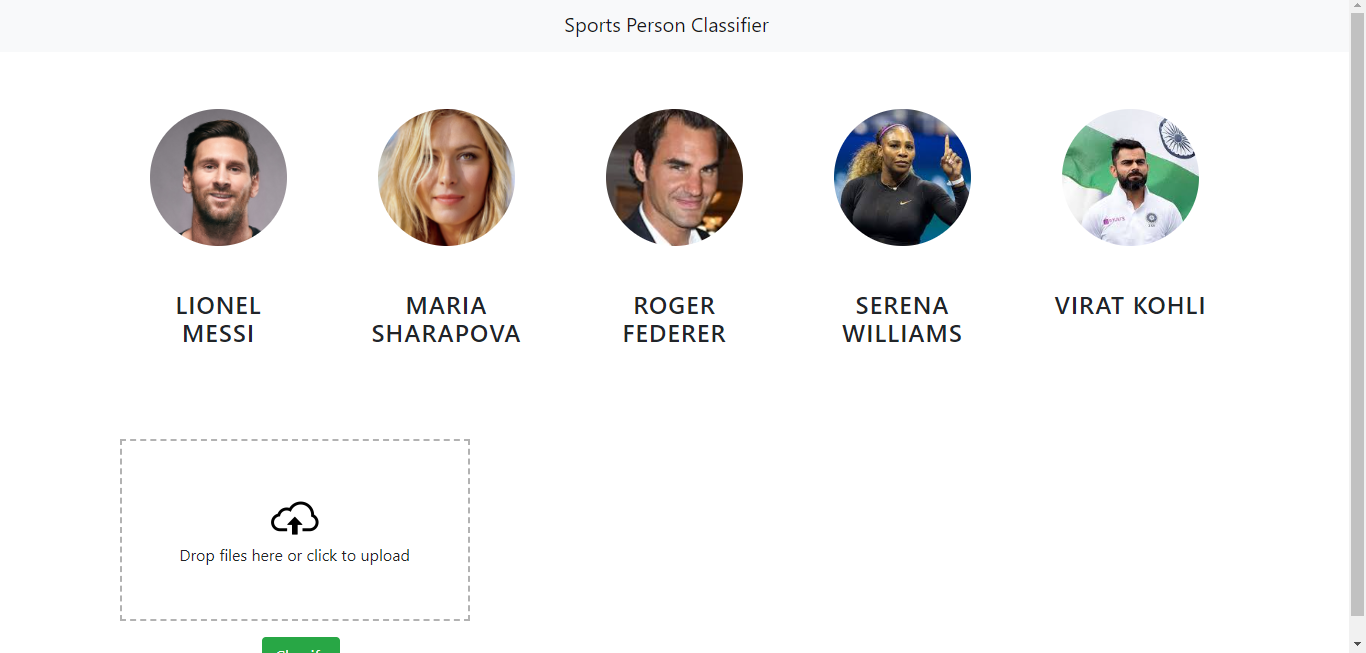 Sports Person Classifier
LIONEL
MESSI
MARIA
SHARAPOVA
ROGER
FEDERER
SERENA
WILLIAMS
VIRAT KOHLI
Drop files here or click to upload